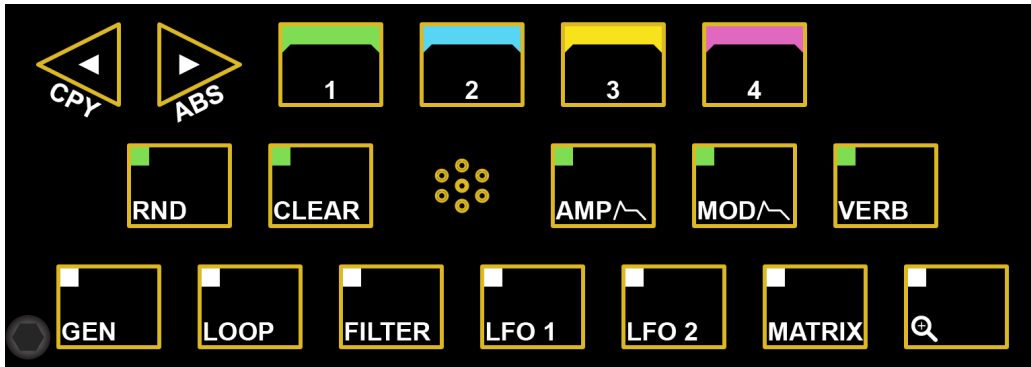 CPY ABS 1 2 3 4
RND CLEAR AMP MOD VERB
GEN LOOP FILTER LFO 1 LFO 2 MATRIX